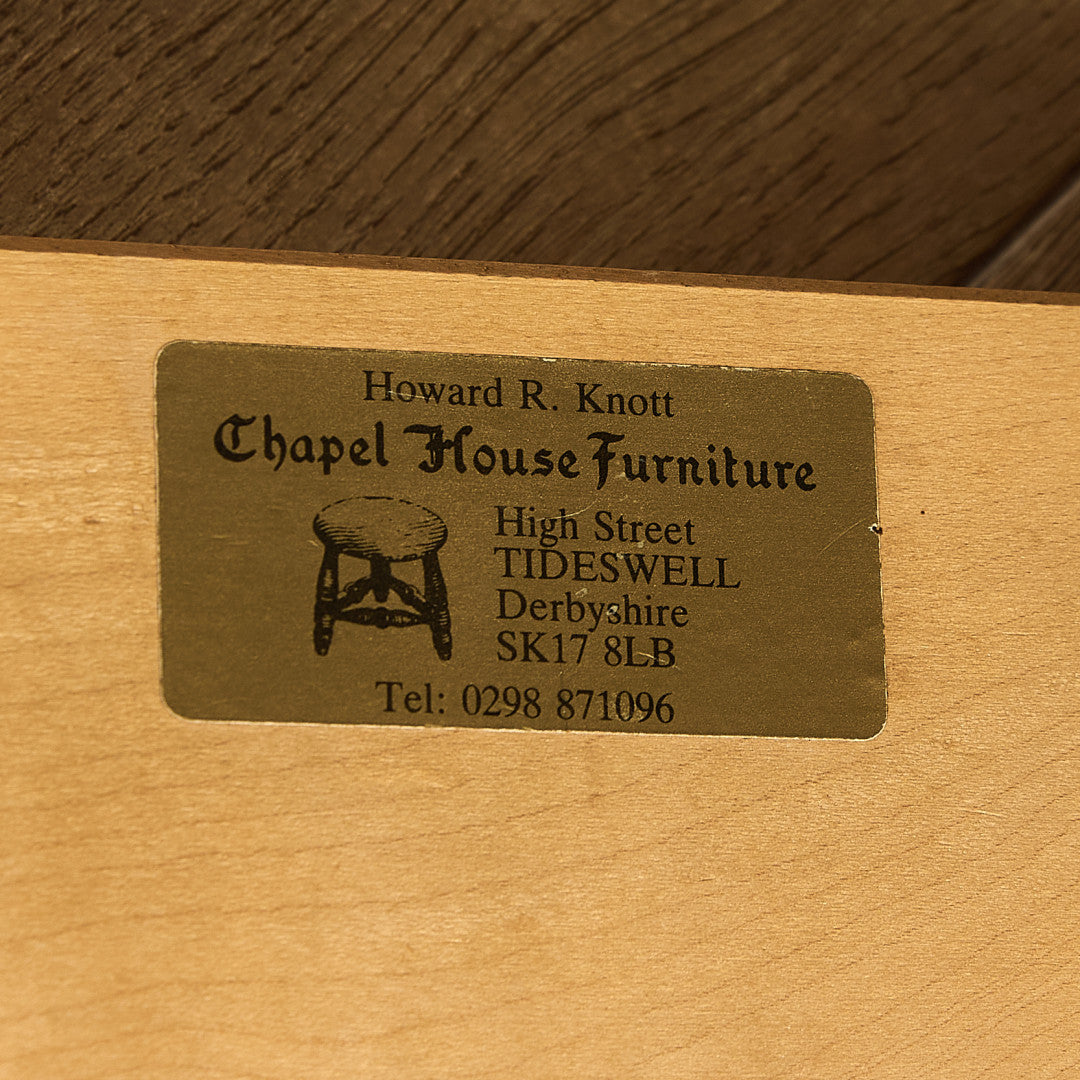 Howard R. Knott
Chapel House Furniture
High Street
TIDESWELL
Derbyshire
SK17 8LB
Tel: 0298 871096